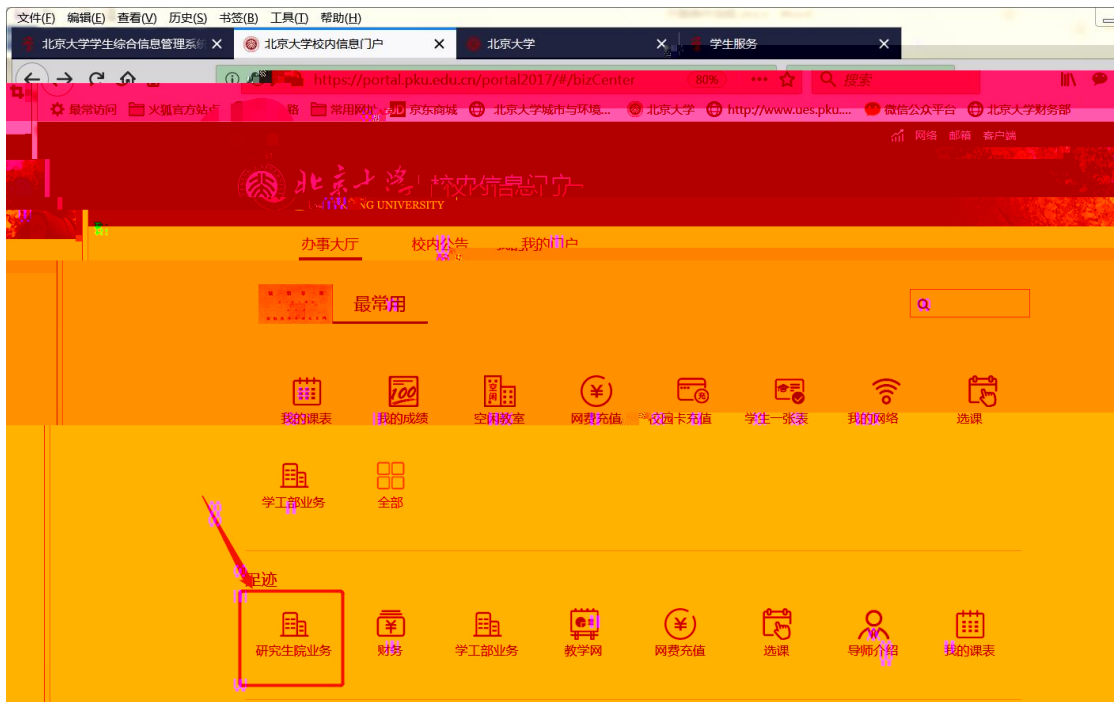 文件(F) 编辑(E) 查看(V) 历史(S) 书签(B) 工具(T) 帮助(H)
北京大学学生综合信息管理系统 北京大学校内信息门户 北京大学 学生服务
https://portal.pku.edu.cn/portal2017/#/bizCenter 80% 搜索
最常访问 火狐官方站点 常用网址 京东商城 北京大学城市与环境... 北京大学 http://www.ues.pku.... 微信公众平台 北京大学财务部
网络 邮箱 客户端
北京大学 校内信息门户
NG UNIVERSITY
办事大厅 校内公告 我的门户
最常用
我的课表 我的成绩 空闲教室 网费充值 校园卡充值 学生一张表 我的网络 选课
学工部业务 全部
足迹
研究生院业务 财务 学工部业务 教学网 网费充值 选课 导师介绍 我的课表